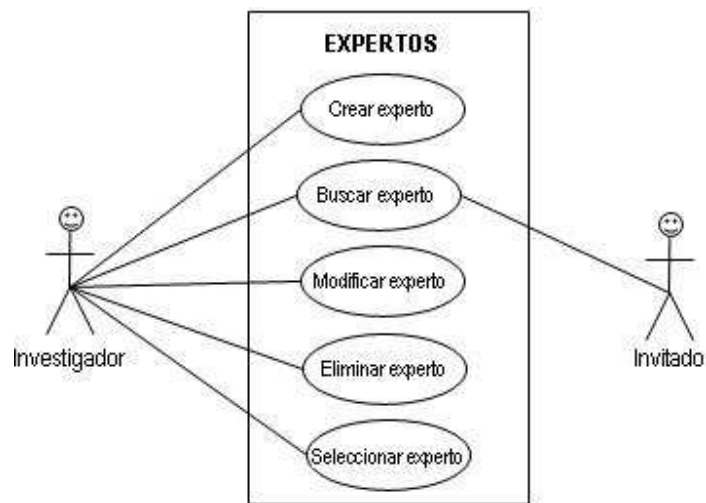 EXPERTOS
Crear experto
Buscar experto
Modificar experto
Investigador
Invitado
Eliminar experto
Seleccionar experto